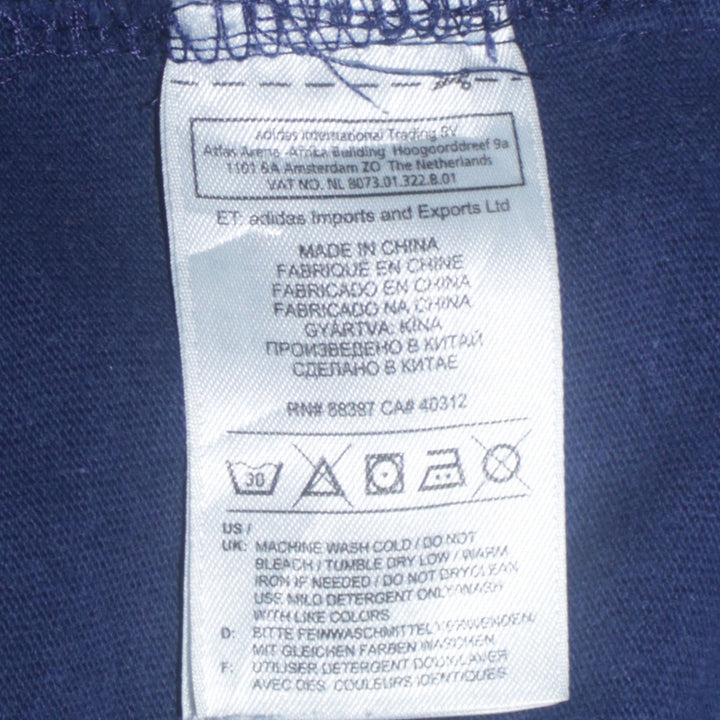 adidas International Trading BV
Atlas Arena -Afrika Building Hoogoorddreef 9a
1101 BA Amsterdam ZO The Netherlands
VAT NO. NL 8073.01.322.B.01
ET: adidas Imports and Exports Ltd
MADE IN CHINA
FABRIQUÉ EN CHINE
FABRICADO EN CHINA
FABRICADO NA CHINA
GYÁRTVA: KÍNA
ПРОИЗВЕДЕНО В КИТАЙ
СДЕЛАНО В КИТАЕ
RN# 88387 CA# 40312
30
US /
UK: MACHINE WASH COLD / DO NOT
BLEACH / TUMBLE DRY LOW / WARM
IRON IF NEEDED / DO NOT DRYCLEAN
USE MILD DETERGENT ONLY/WASH
WITH LIKE COLORS
D: BITTE FEINWASCHMITTEL VERWENDEN/
MIT GLEICHEN FARBEN WASCHEN
F: UTILISER DETERGENT DOUX/LAVER
AVEC DES COULEURS IDENTIQUES